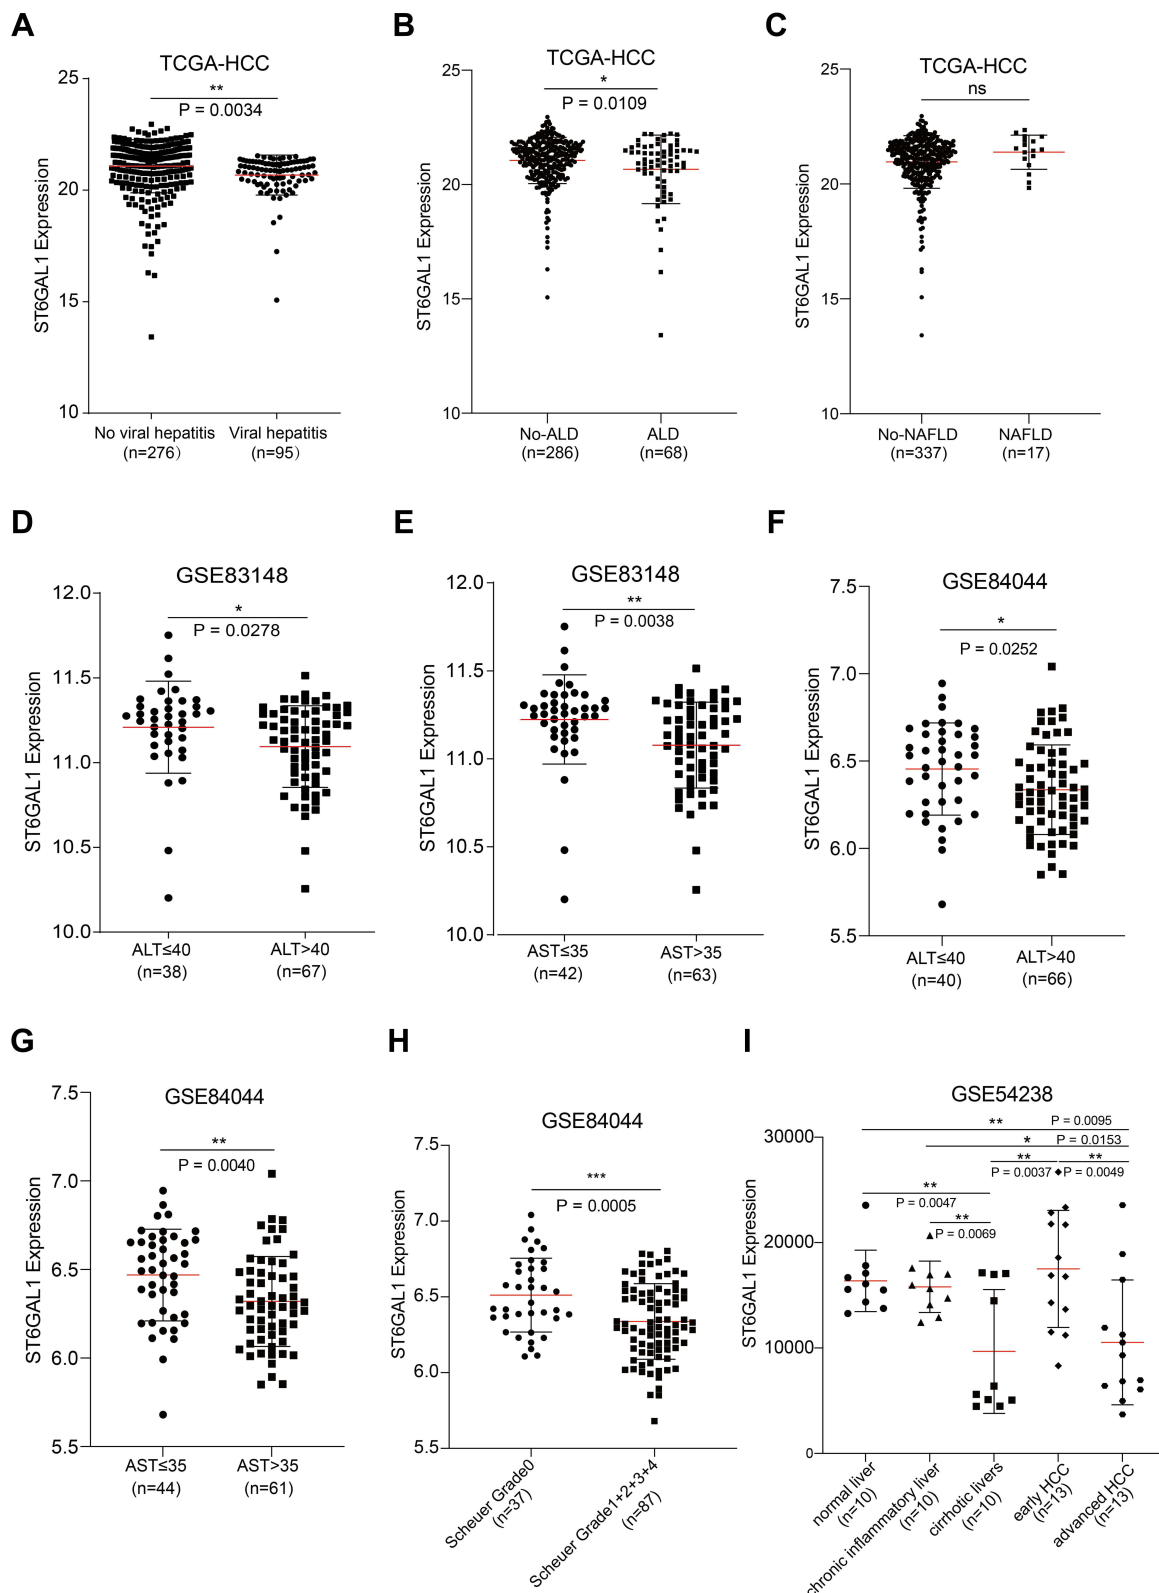 A
TCGA-HCC
**
P = 0.0034
ST6GAL1 Expression
25
20
15
10
No viral hepatitis
(n=276)
Viral hepatitis
(n=95)
B
TCGA-HCC
*
P = 0.0109
ST6GAL1 Expression
25
20
15
10
No-ALD
(n=286)
ALD
(n=68)
C
TCGA-HCC
ns
ST6GAL1 Expression
25
20
15
10
No-NAFLD
(n=337)
NAFLD
(n=17)
D
GSE83148
*
P = 0.0278
ST6GAL1 Expression
12.0
11.5
11.0
10.5
10.0
ALT≤40
(n=38)
ALT>40
(n=67)
E
GSE83148
**
P = 0.0038
ST6GAL1 Expression
12.0
11.5
11.0
10.5
10.0
AST≤35
(n=42)
AST>35
(n=63)
F
GSE84044
*
P = 0.0252
ST6GAL1 Expression
7.5
7.0
6.5
6.0
5.5
ALT≤40
(n=40)
ALT>40
(n=66)
G
GSE84044
**
P = 0.0040
ST6GAL1 Expression
7.5
7.0
6.5
6.0
5.5
AST≤35
(n=44)
AST>35
(n=61)
H
GSE84044
***
P = 0.0005
ST6GAL1 Expression
7.5
7.0
6.5
6.0
5.5
Scheuer Grade0
(n=37)
Scheuer Grade1+2+3+4
(n=87)
I
GSE54238
** P = 0.0095
* P = 0.0153
** **
P = 0.0037 P = 0.0049
**
P = 0.0047
**
P = 0.0069
ST6GAL1 Expression
30000
20000
10000
0
normal liver
(n=10)
chronic inflammatory liver
(n=10)
cirrhotic livers
(n=10)
early HCC
(n=13)
advanced HCC
(n=13)